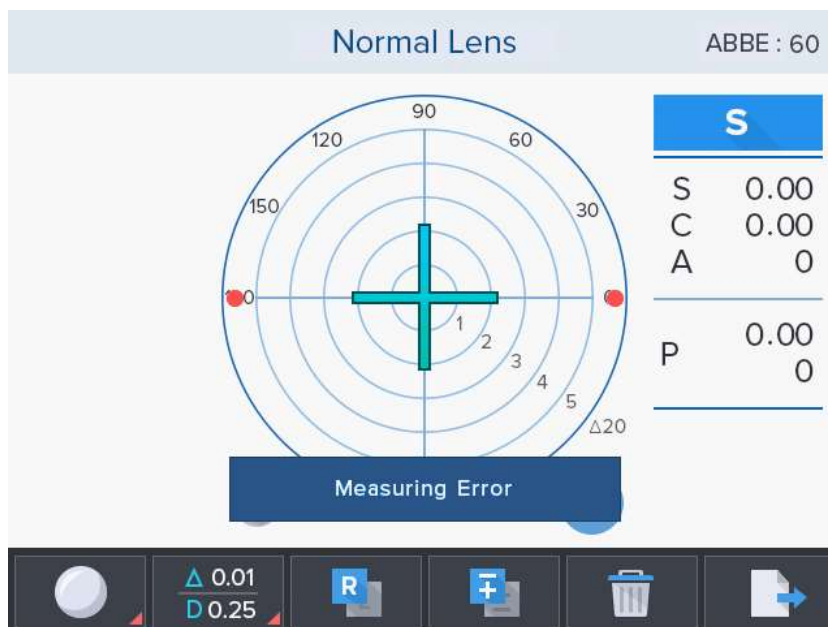 Normal Lens
ABBE : 60
90
120
60
150
30
S
S 0.00
C 0.00
A 0
P 0.00
0
1
2
3
4
5
Δ20
Measuring Error
Δ 0.01
D 0.25
R